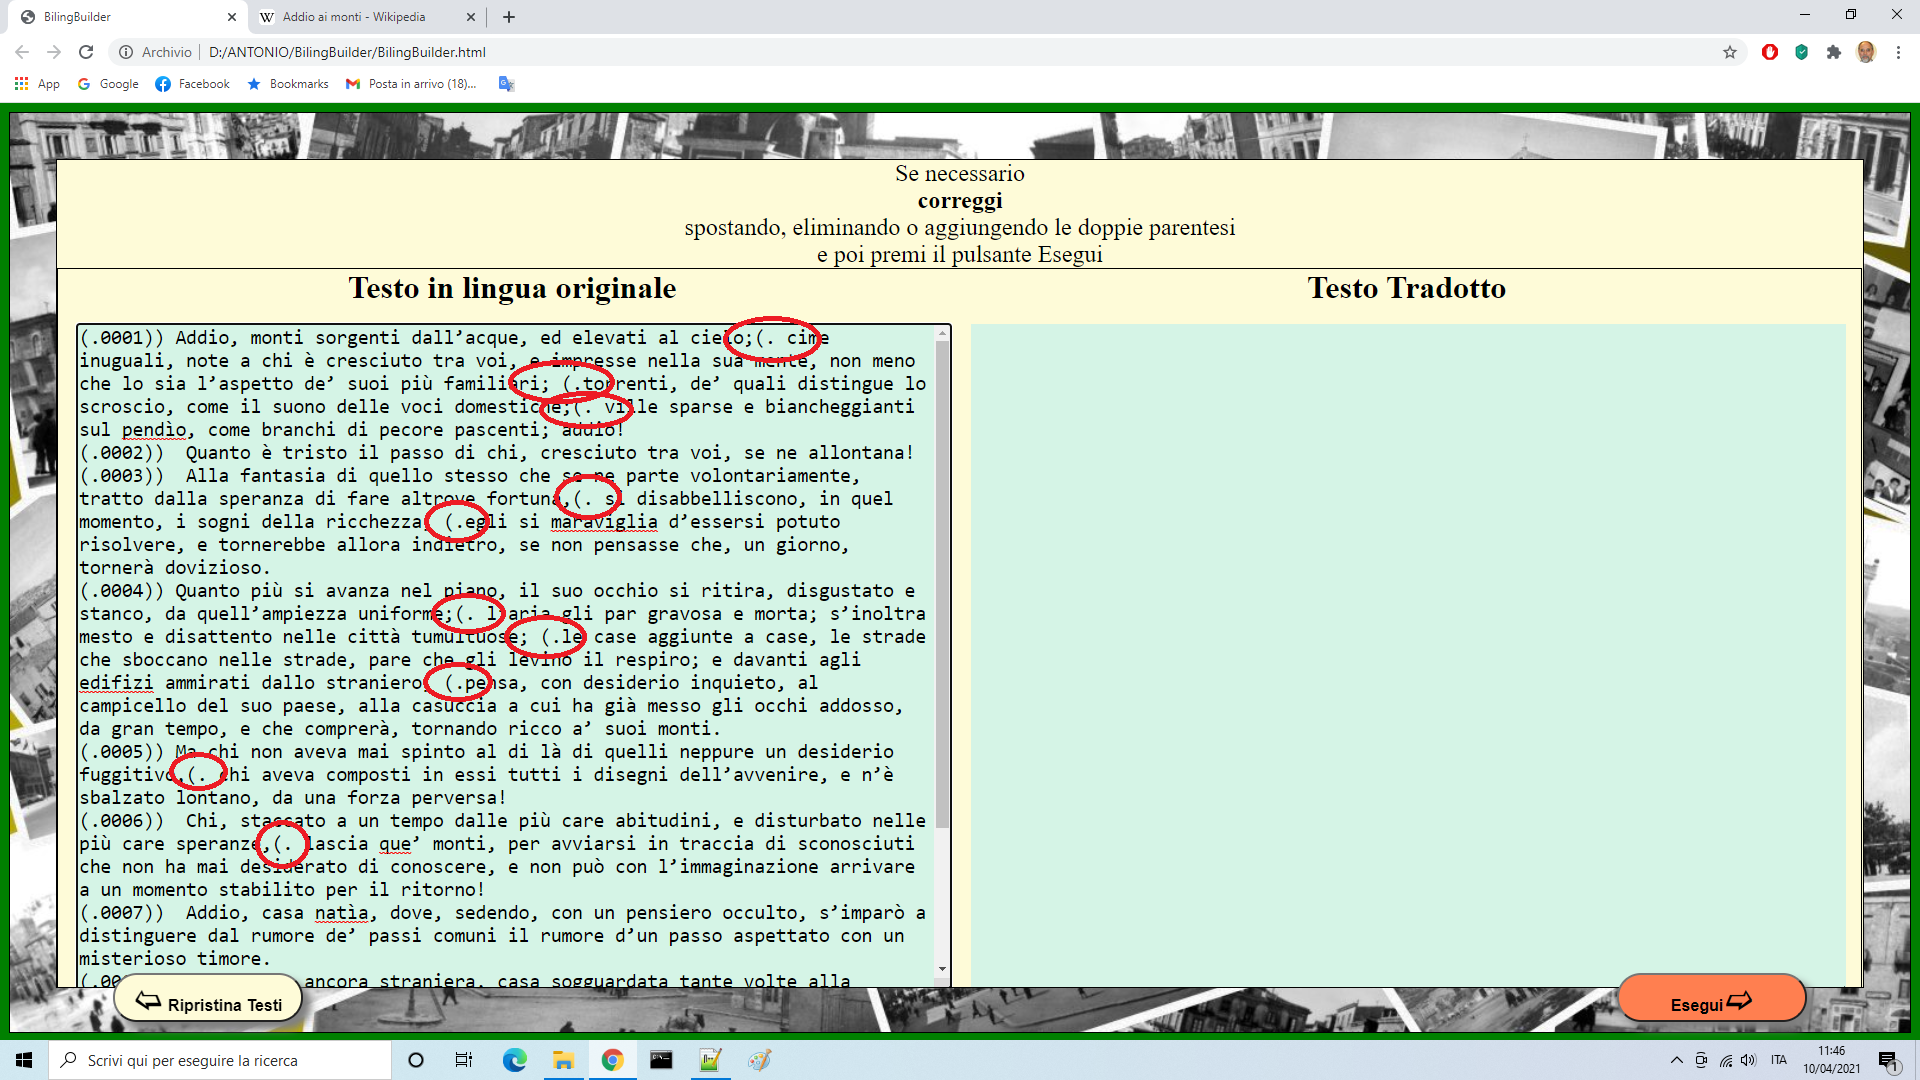 BilingBuilder
Addio ai monti - Wikipedia
Archivio D:/ANTONIO/BilingBuilder/BilingBuilder.html
App Google Facebook Bookmarks Posta in arrivo (18)...
Se necessario
correggi
spostando, eliminando o aggiungendo le doppie parentesi
e poi premi il pulsante Esegui
Testo in lingua originale
(.0001)) Addio, monti sorgenti dall’acque, ed elevati al cielo;(. cime
inuguali, note a chi è cresciuto tra voi, e impresse nella sua mente, non meno
che lo sia l’aspetto de’ suoi più familiari; (.torrenti, de’ quali distingue lo
scroscio, come il suono delle voci domestiche;(. ville sparse e biancheggianti
sul pendìo, come branchi di pecore pascenti; addio!
(.0002))  Quanto è tristo il passo di chi, cresciuto tra voi, se ne allontana!
(.0003))  Alla fantasia di quello stesso che se ne parte volontariamente,
tratto dalla speranza di fare altrove fortuna,(. si disabbelliscono, in quel
momento, i sogni della ricchezza; (.egli si maraviglia d’essersi potuto
risolvere, e tornerebbe allora indietro, se non pensasse che, un giorno,
tornerà dovizioso.
(.0004)) Quanto più si avanza nel piano, il suo occhio si ritira, disgustato e
stanco, da quell’ampiezza uniforme;(. l’aria gli par gravosa e morta; s’inoltra
mesto e disattento nelle città tumultuose; (.le case aggiunte a case, le strade
che sboccano nelle strade, pare che gli levino il respiro; e davanti agli
edifizi ammirati dallo straniero, (.pensa, con desiderio inquieto, al
campicello del suo paese, alla casuccia a cui ha già messo gli occhi addosso,
da gran tempo, e che comprerà, tornando ricco a’ suoi monti.
(.0005)) Ma chi non aveva mai spinto al di là di quelli neppure un desiderio
fuggitivo,(. chi aveva composti in essi tutti i disegni dell’avvenire, e n’è
sbalzato lontano, da una forza perversa!
(.0006))  Chi, staccato a un tempo dalle più care abitudini, e disturbato nelle
più care speranze,(. lascia que’ monti, per avviarsi in traccia di sconosciuti
che non ha mai desiderato di conoscere, e non può con l’immaginazione arrivare
a un momento stabilito per il ritorno!
(.0007))  Addio, casa natìa, dove, sedendo, con un pensiero occulto, s’imparò a
distinguere dal rumore de’ passi comuni il rumore d’un passo aspettato con un
misterioso timore.
(.00 ancora straniera, casa sogguardata tante volte alla
Testo Tradotto
Ripristina Testi
Esegui
Scrivi qui per eseguire la ricerca
ITA
11:46
10/04/2021
1